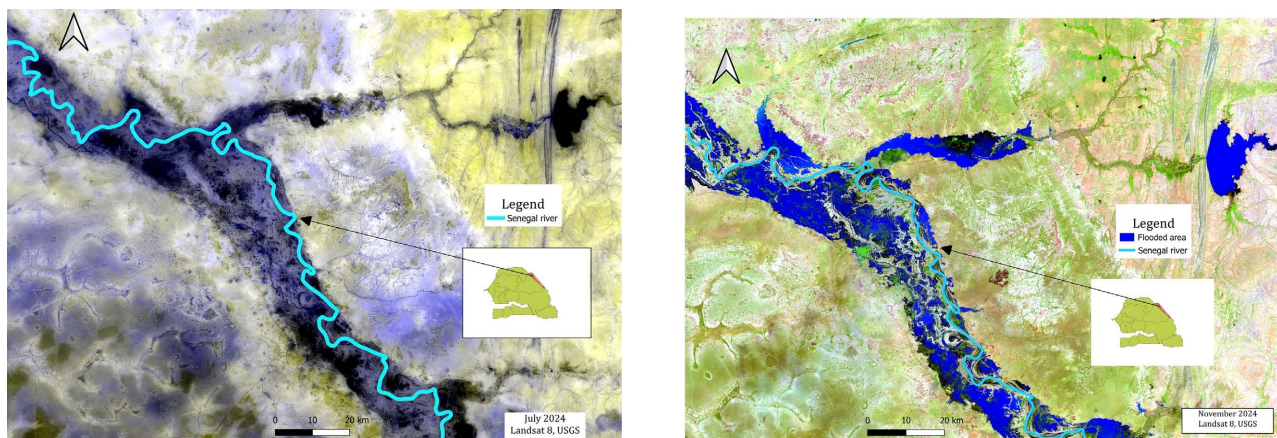 Legend
Senegal river
0 10 20 km
July 2024
Landsat 8, USGS
Legend
Flooded area
Senegal river
0 10 20 km
November 2024
Landsat 8, USGS